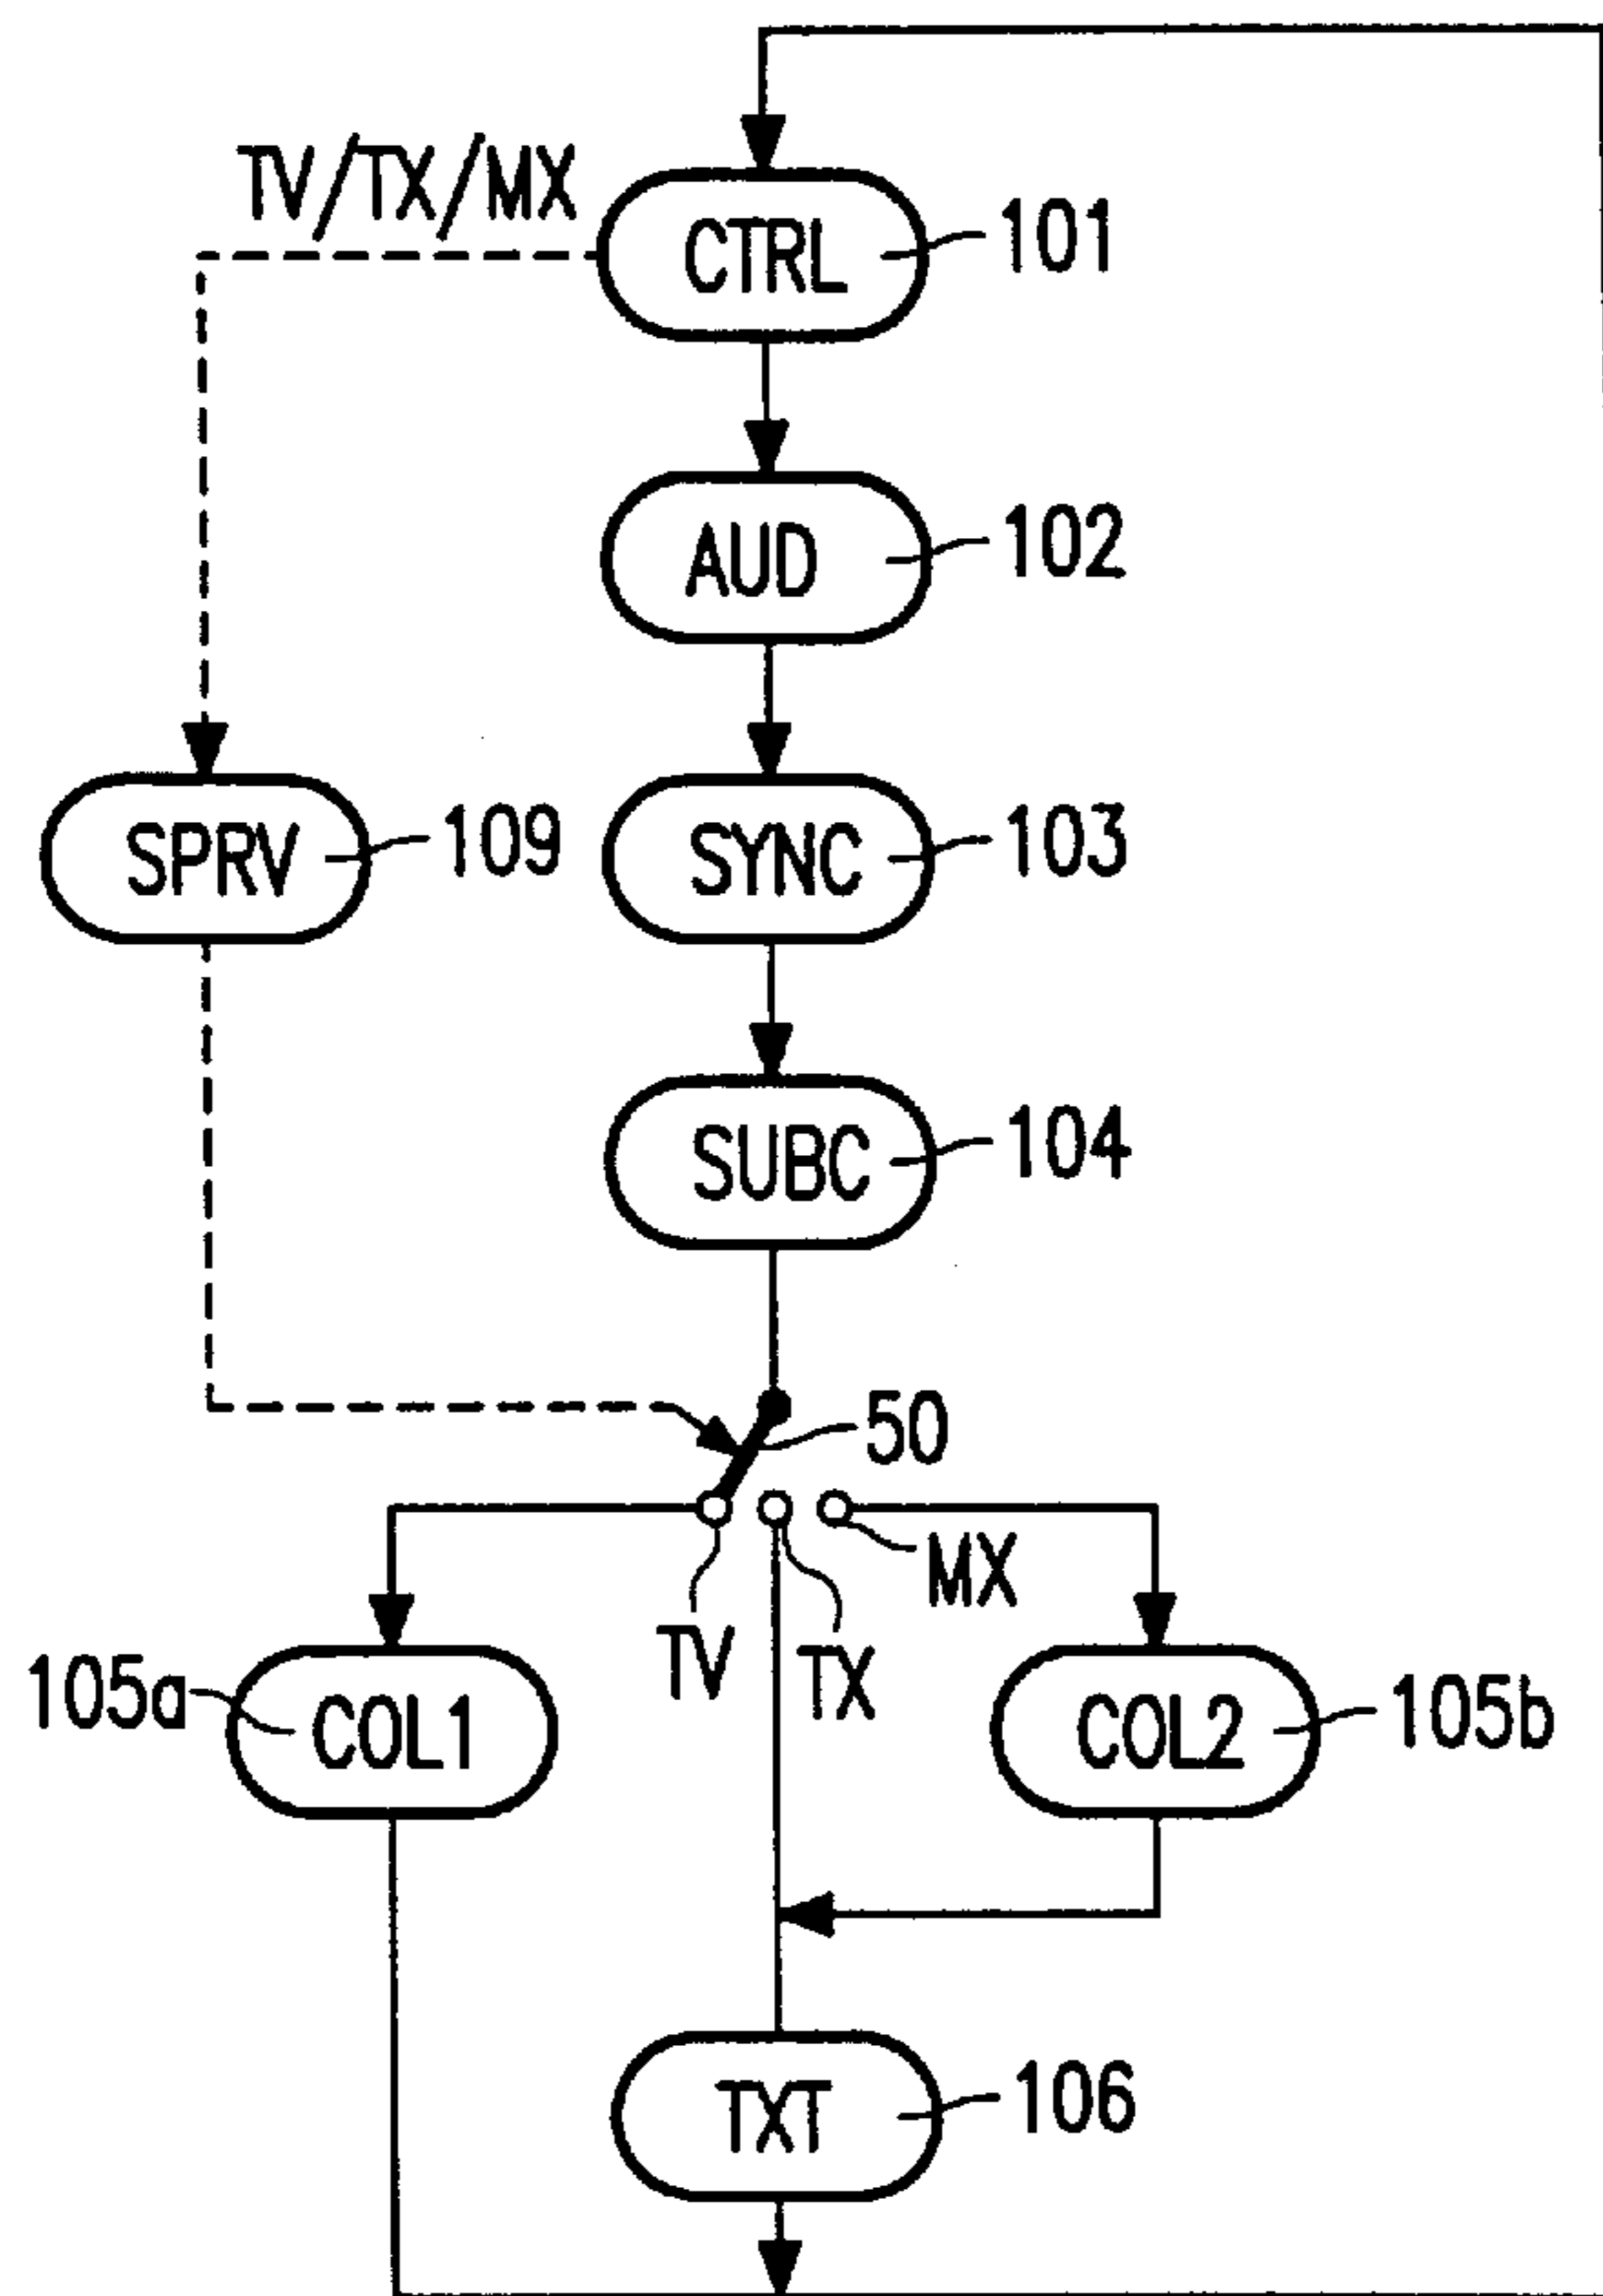 TV/TX/MX
CTRL
101
AUD
102
SPRV
109
SYNC
103
SUBC
104
50
MX
TV
TX
105a
COL1
COL2
105b
TXT
106